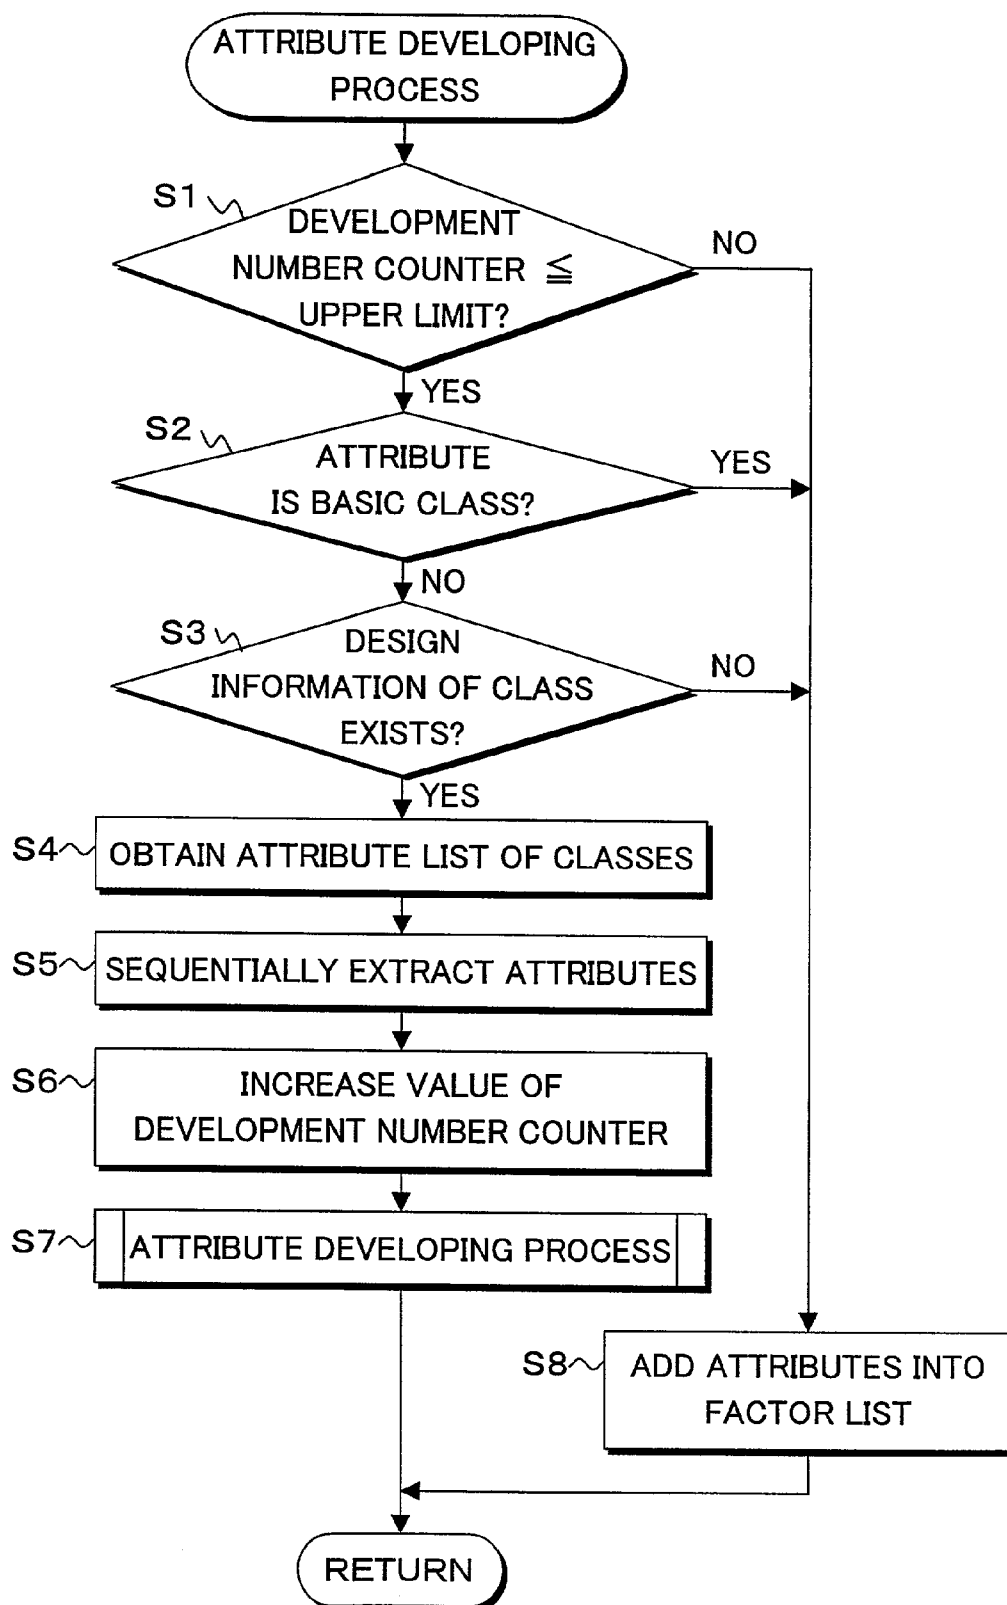 ATTRIBUTE DEVELOPING
PROCESS
S1
DEVELOPMENT
NUMBER COUNTER ≦
UPPER LIMIT?
NO
YES
S2
ATTRIBUTE
IS BASIC CLASS?
YES
NO
S3
DESIGN
INFORMATION OF CLASS
EXISTS?
NO
YES
S4
OBTAIN ATTRIBUTE LIST OF CLASSES
S5
SEQUENTIALLY EXTRACT ATTRIBUTES
S6
INCREASE VALUE OF
DEVELOPMENT NUMBER COUNTER
S7
ATTRIBUTE DEVELOPING PROCESS
S8
ADD ATTRIBUTES INTO
FACTOR LIST
RETURN